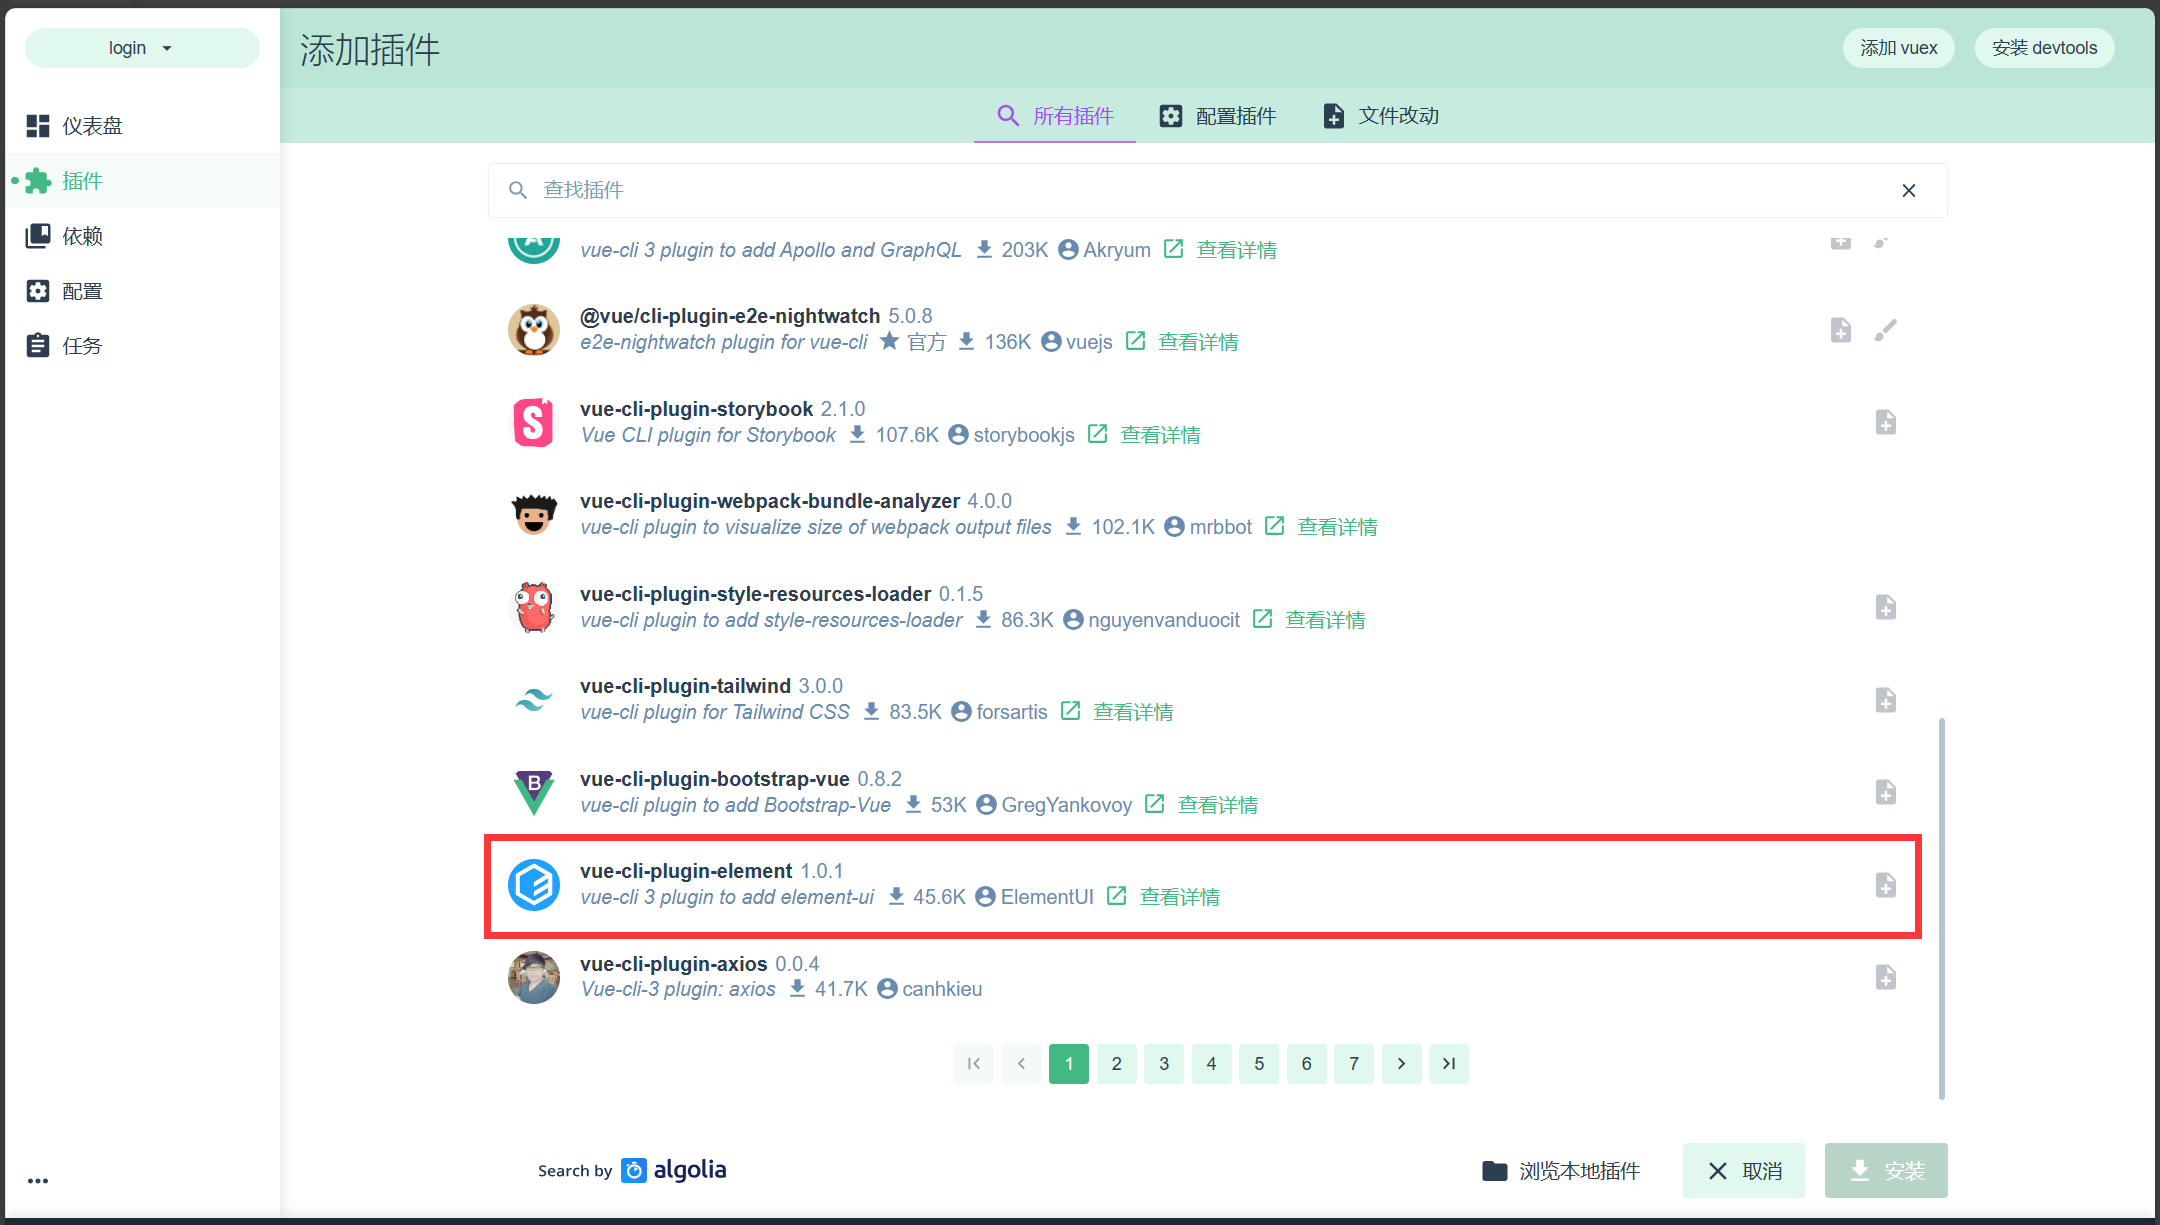 login
添加插件
添加 vuex
安装 devtools
仪表盘
插件
依赖
配置
任务
所有插件
配置插件
文件改动
查找插件
vue-cli 3 plugin to add Apollo and GraphQL 203K Akryum 查看详情
@vue/cli-plugin-e2e-nightwatch 5.0.8
e2e-nightwatch plugin for vue-cli 官方 136K vuejs 查看详情
vue-cli-plugin-storybook 2.1.0
Vue CLI plugin for Storybook 107.6K storybookjs 查看详情
vue-cli-plugin-webpack-bundle-analyzer 4.0.0
vue-cli plugin to visualize size of webpack output files 102.1K mrbbot 查看详情
vue-cli-plugin-style-resources-loader 0.1.5
vue-cli plugin to add style-resources-loader 86.3K nguyenvanduocit 查看详情
vue-cli-plugin-tailwind 3.0.0
vue-cli plugin for Tailwind CSS 83.5K forsartis 查看详情
vue-cli-plugin-bootstrap-vue 0.8.2
vue-cli plugin to add Bootstrap-Vue 53K GregYankovoy 查看详情
vue-cli-plugin-element 1.0.1
vue-cli 3 plugin to add element-ui 45.6K ElementUI 查看详情
vue-cli-plugin-axios 0.0.4
Vue-cli-3 plugin: axios 41.7K canhkieu
1 2 3 4 5 6 7
Search by algolia
浏览本地插件
取消
安装